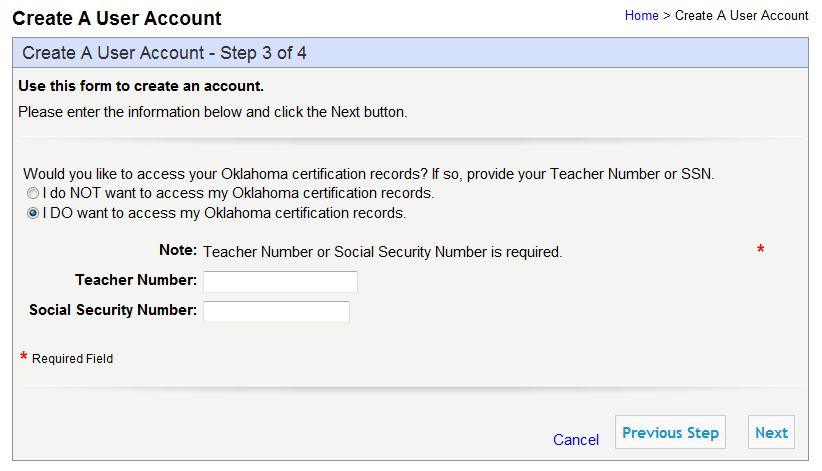 Create A User Account
Home > Create A User Account
Create A User Account - Step 3 of 4
Use this form to create an account.
Please enter the information below and click the Next button.
Would you like to access your Oklahoma certification records? If so, provide your Teacher Number or SSN.
I do NOT want to access my Oklahoma certification records.
I DO want to access my Oklahoma certification records.
Note: Teacher Number or Social Security Number is required. *
Teacher Number:
Social Security Number:
* Required Field
Cancel Previous Step Next